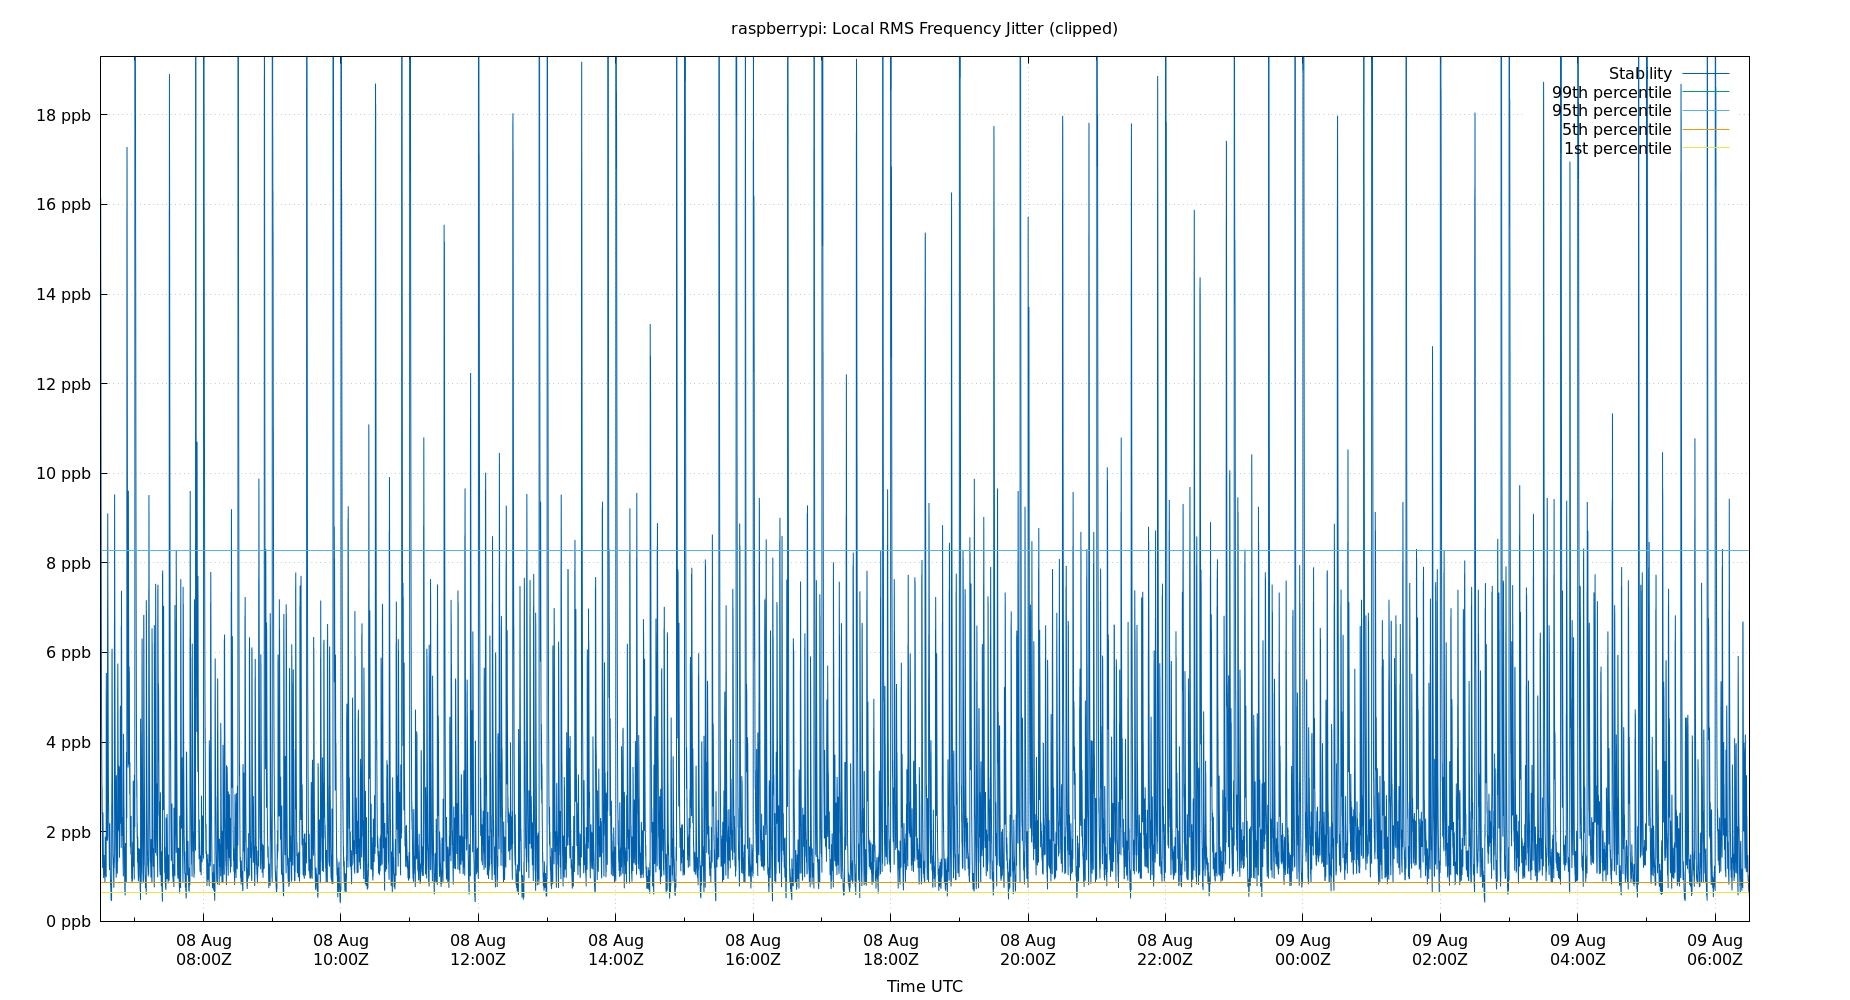 raspberrypi: Local RMS Frequency Jitter (clipped)
Stability
99th percentile
95th percentile
5th percentile
1st percentile
18 ppb
16 ppb
14 ppb
12 ppb
10 ppb
8 ppb
6 ppb
4 ppb
2 ppb
0 ppb
08 Aug 08 Aug 08 Aug 08 Aug 08 Aug 08 Aug 08 Aug 08 Aug 09 Aug 09 Aug 09 Aug 09 Aug
08:00Z 10:00Z 12:00Z 14:00Z 16:00Z 18:00Z 20:00Z 22:00Z 00:00Z 02:00Z 04:00Z 06:00Z
Time UTC